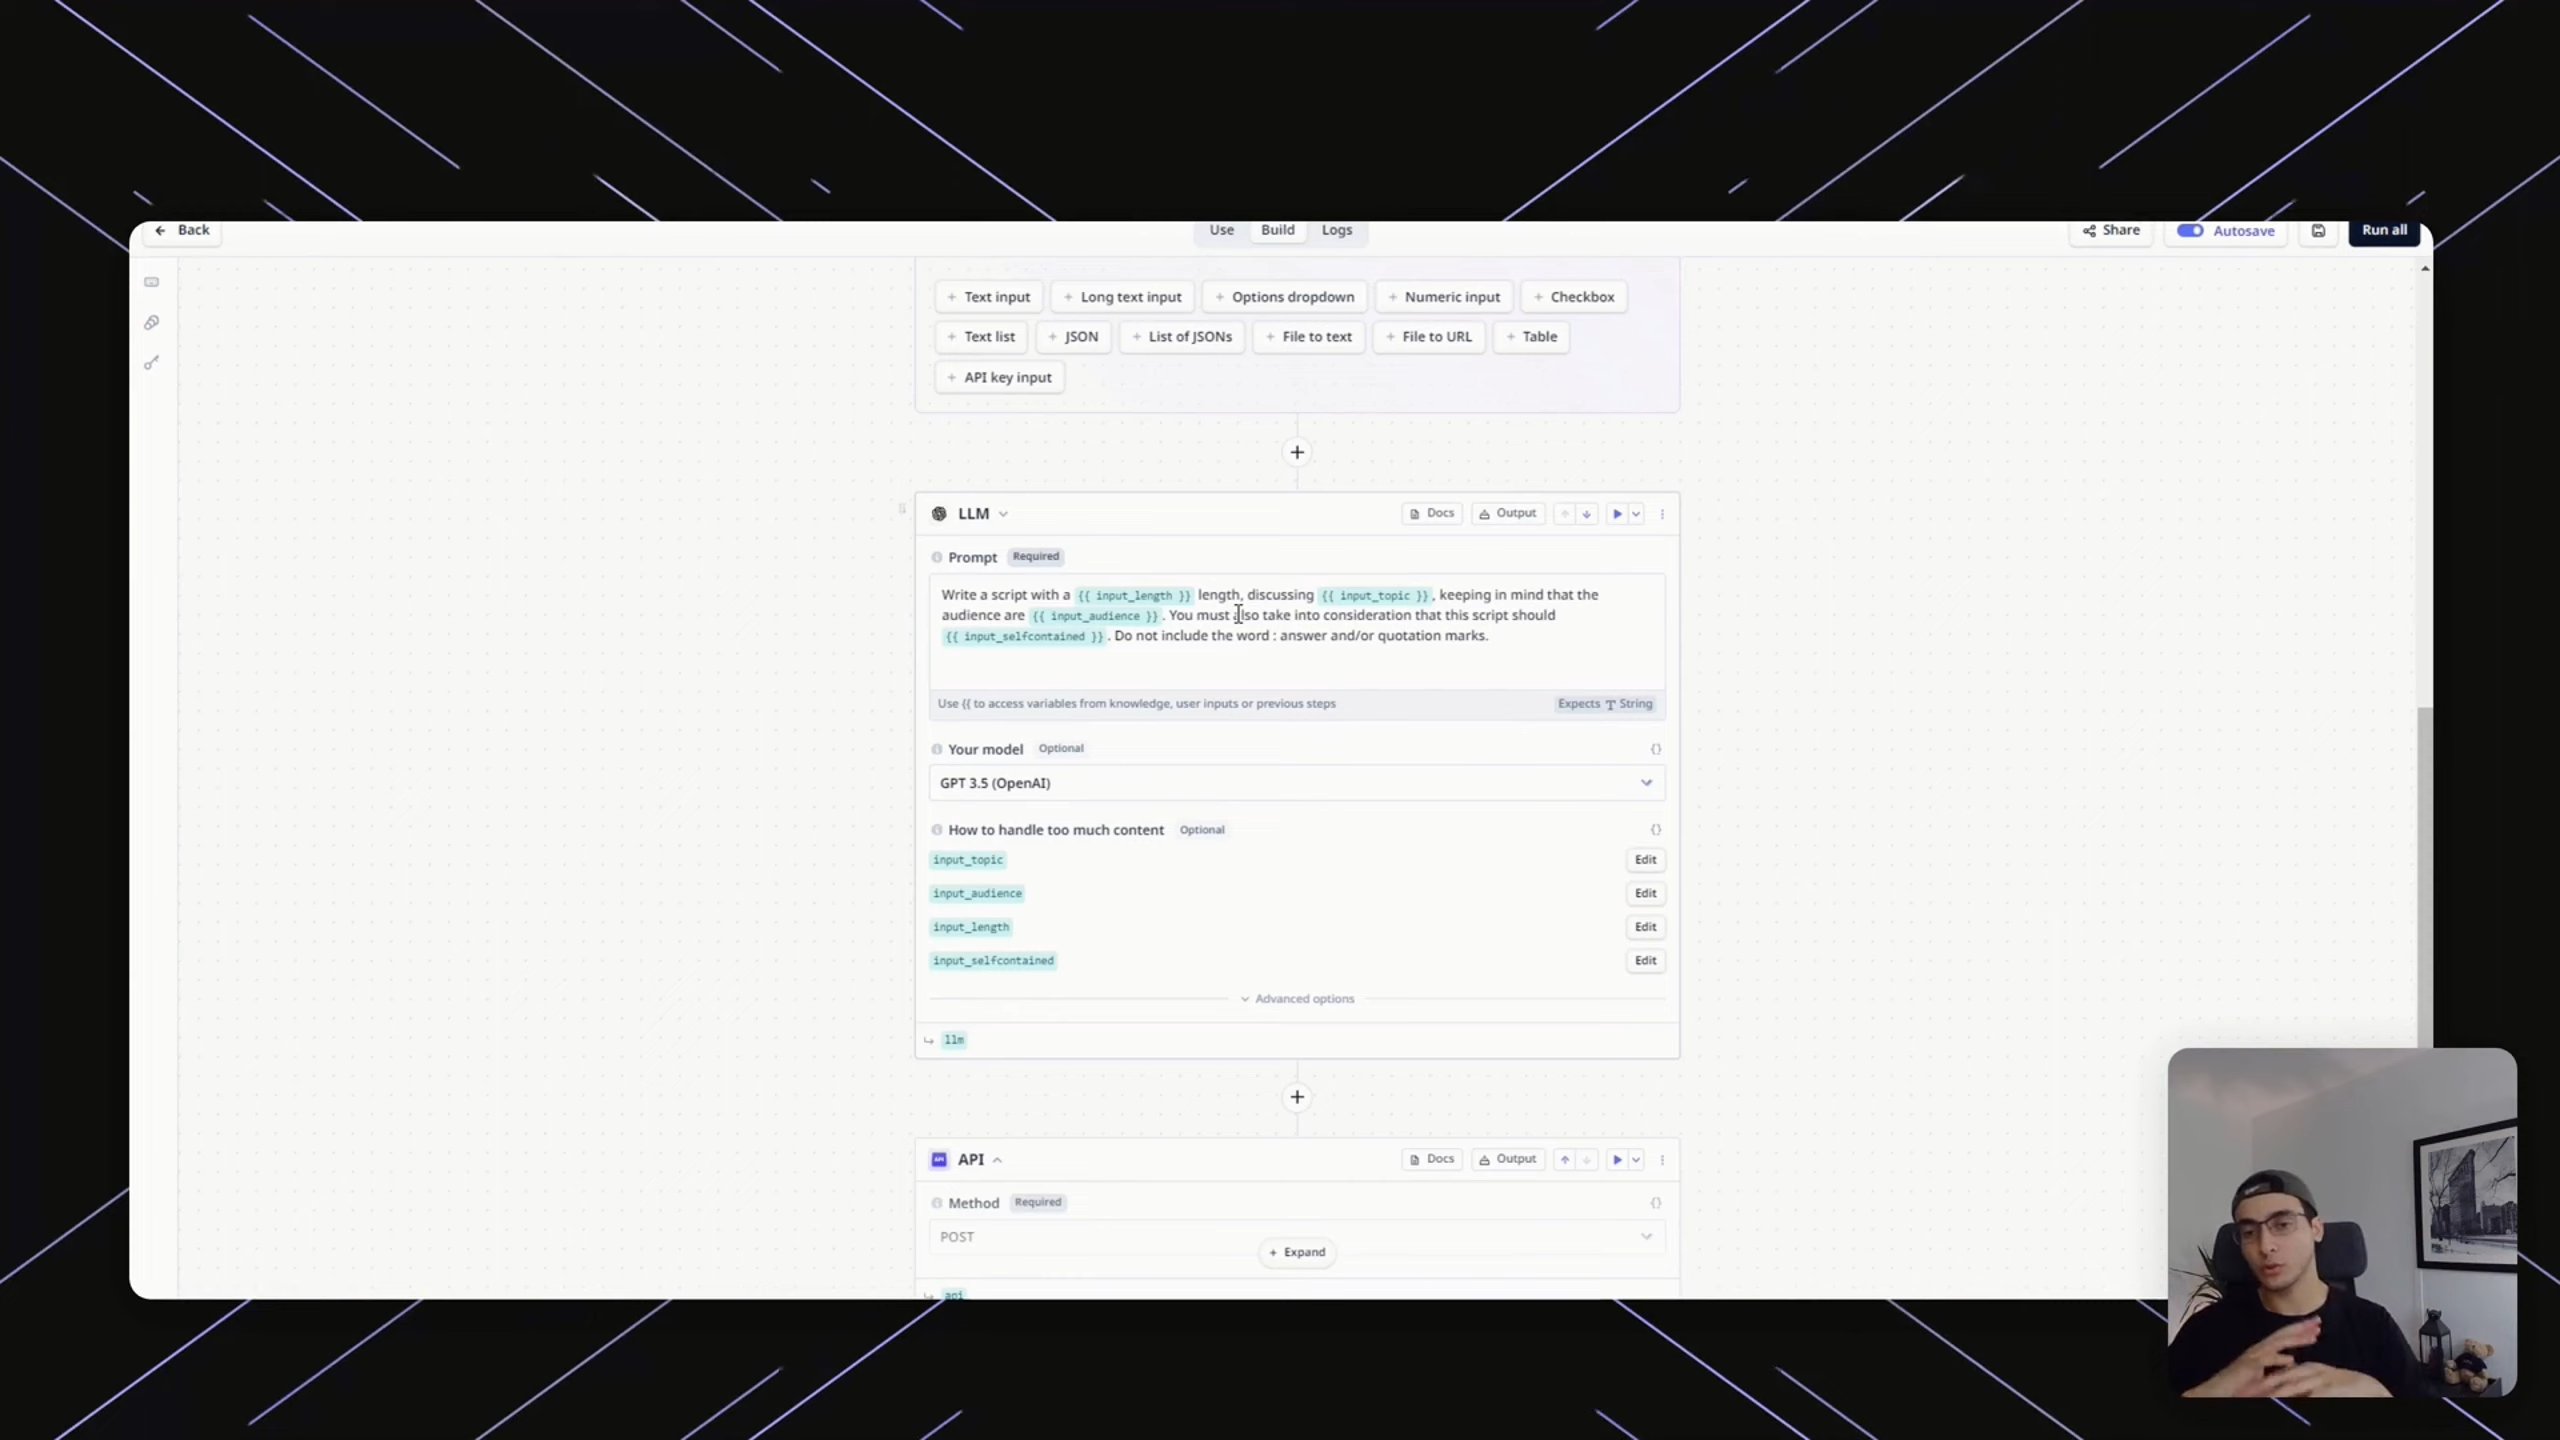 Back
Use Build Logs
Share Autosave Run all
+ Text input + Long text input + Options dropdown + Numeric input + Checkbox
+ Text list + JSON + List of JSONs + File to text + File to URL + Table
+ API key input
LLM Docs Output
Prompt Required
Write a script with a {{ input_length }} length, discussing {{ input_topic }}, keeping in mind that the
audience are {{ input_audience }}. You must also take into consideration that this script should
{{ input_selfcontained }}. Do not include the word : answer and/or quotation marks.
Use {{ to access variables from knowledge, user inputs or previous steps Expects String
Your model Optional {}
GPT 3.5 (OpenAI)
How to handle too much content Optional {}
input_topic Edit
input_audience Edit
input_length Edit
input_selfcontained Edit
Advanced options
llm
API Docs Output
Method Required {}
POST
+ Expand
api